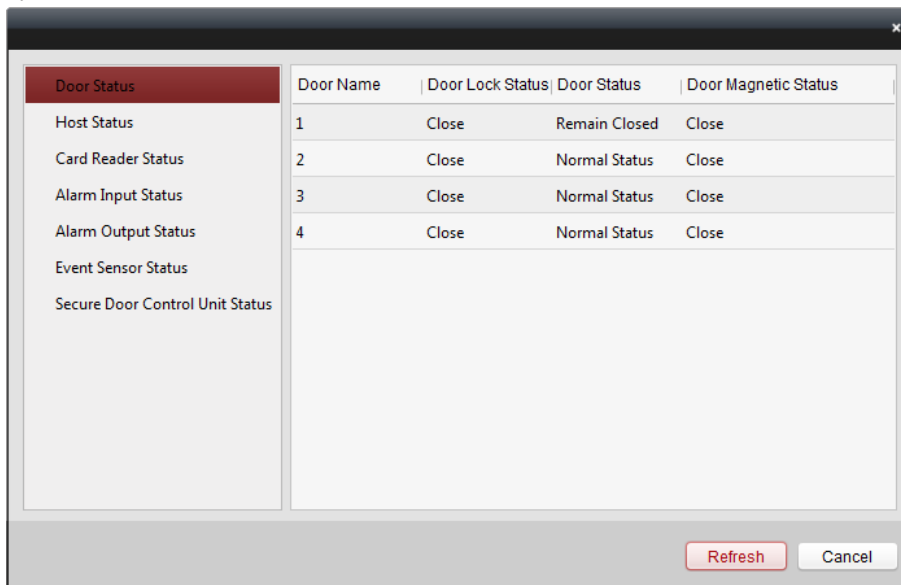 ×
Door Status
Host Status
Card Reader Status
Alarm Input Status
Alarm Output Status
Event Sensor Status
Secure Door Control Unit Status
Door Name Door Lock Status Door Status Door Magnetic Status
1 Close Remain Closed Close
2 Close Normal Status Close
3 Close Normal Status Close
4 Close Normal Status Close
Refresh Cancel